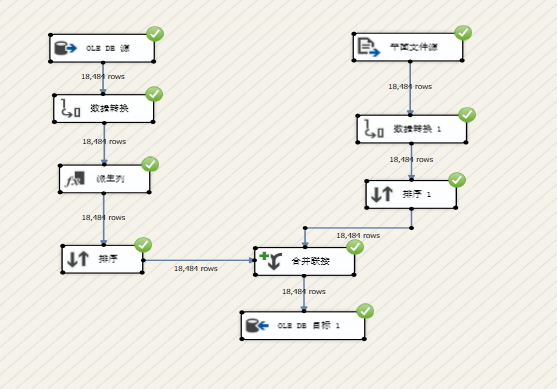 OLE DB 源
平面文件源
18,484 rows
18,484 rows
数据转换
数据转换 1
18,484 rows
18,484 rows
派生列
排序 1
18,484 rows
18,484 rows
排序
18,484 rows
合并联接
18,484 rows
OLE DB 目标 1